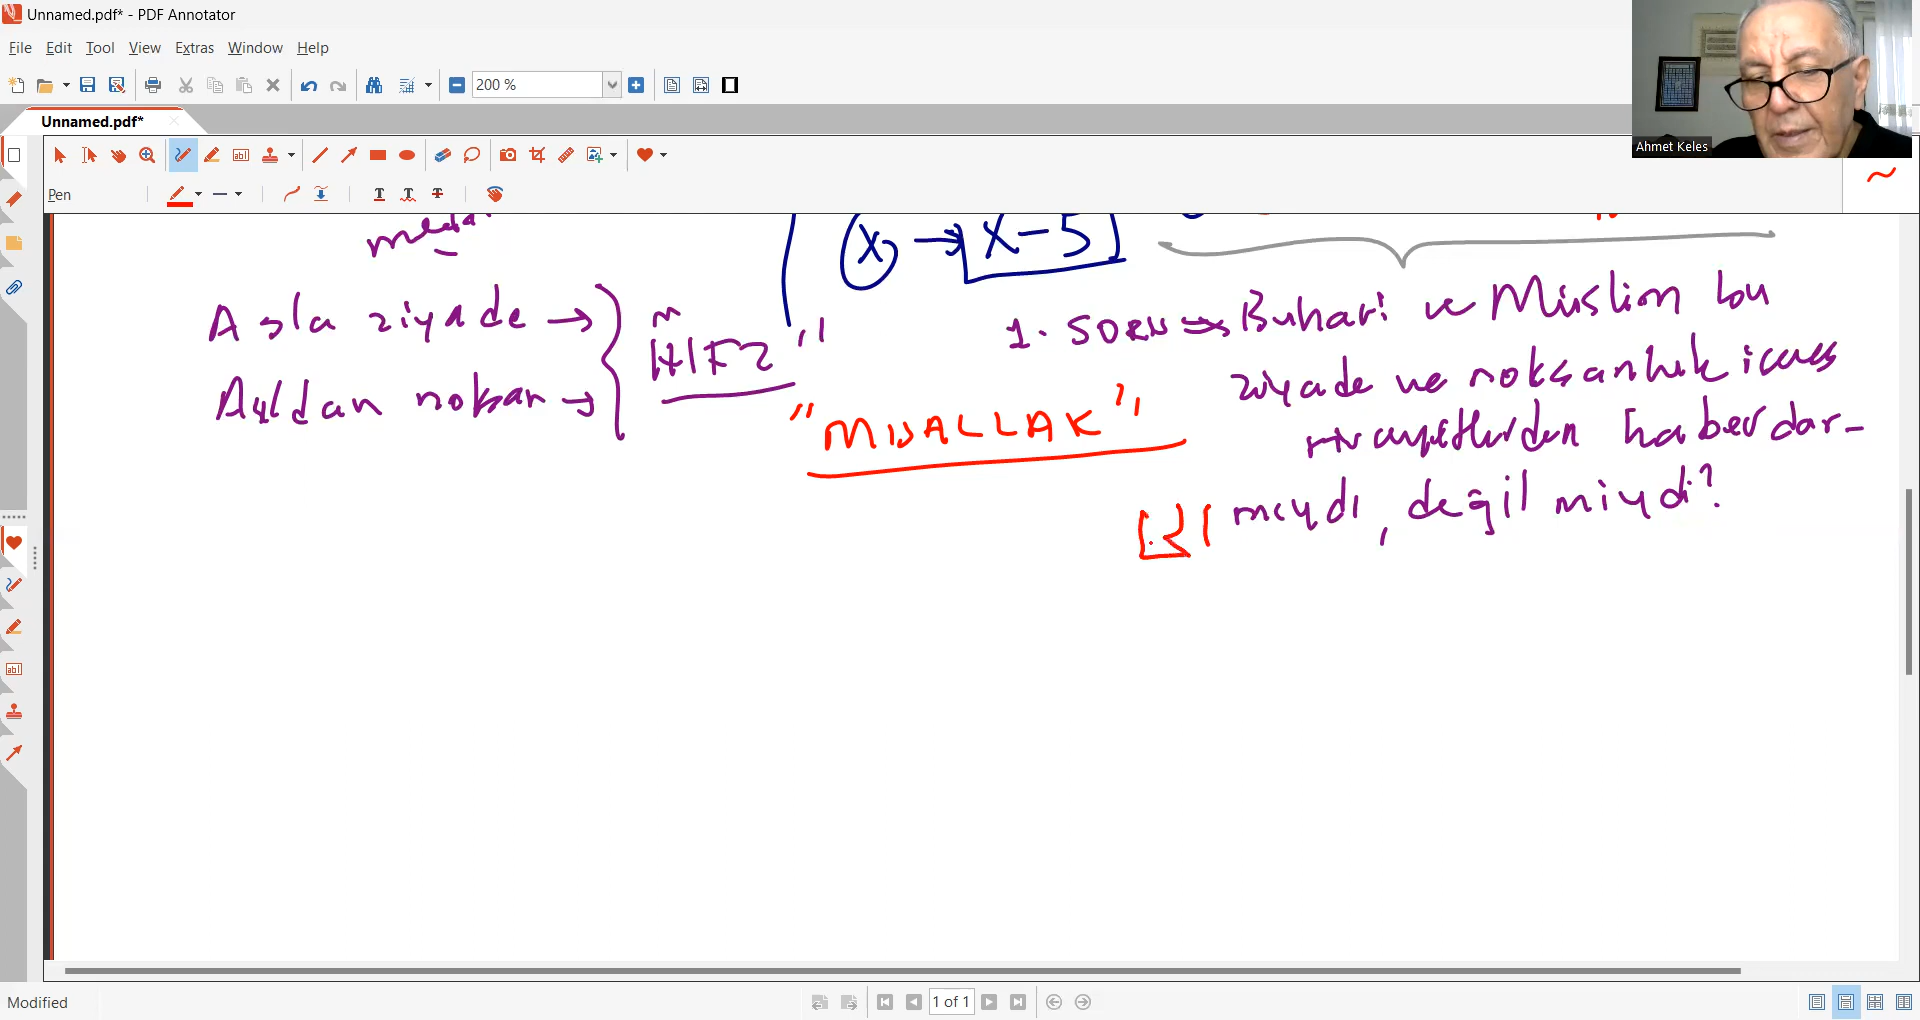 Unnamed.pdf* - PDF Annotator
File Edit Tool View Extras Window Help
200 %
Unnamed.pdf*
Pen
Ahmet Keles
x → x - 5
Asla ziyade →
Asıldan noksan →
" HIFZ "
"MUALLAK"
1. SORU → Buhari ve Müslim bu
ziyade ve noksanlık içeren
rivayetlerden haberdar-
mıydı, değil miydi?
Modified
1 of 1